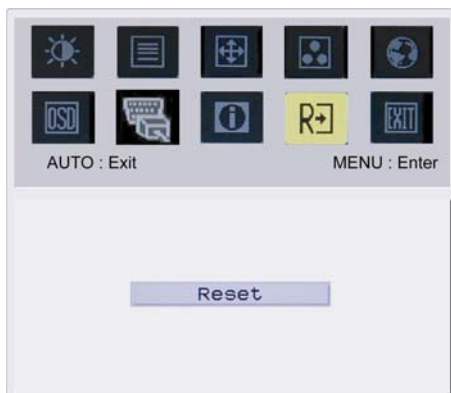 OSD
i
R
EXIT
AUTO : Exit
MENU : Enter
Reset